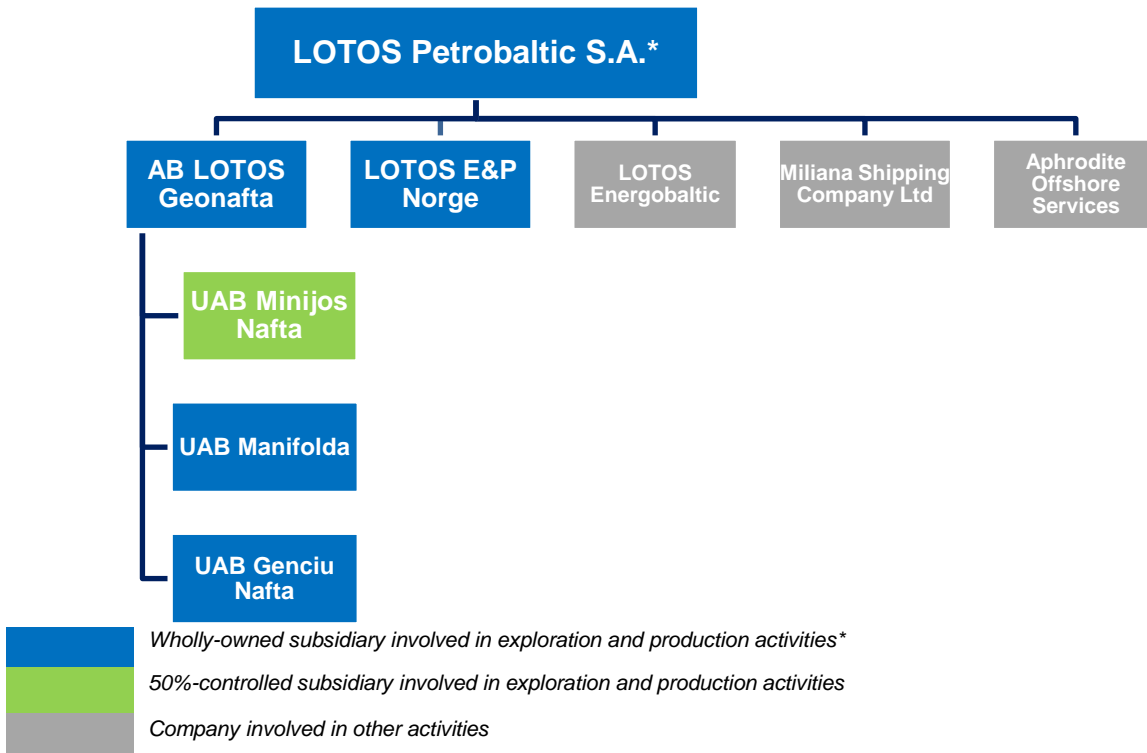 LOTOS Petrobaltic S.A.*
AB LOTOS
Geonafta
LOTOS E&P
Norge
LOTOS
Energobaltic
Miliana Shipping
Company Ltd
Aphrodite
Offshore
Services
UAB Minijos
Nafta
UAB Manifolda
UAB Genciu
Nafta
Wholly-owned subsidiary involved in exploration and production activities*
50%-controlled subsidiary involved in exploration and production activities
Company involved in other activities